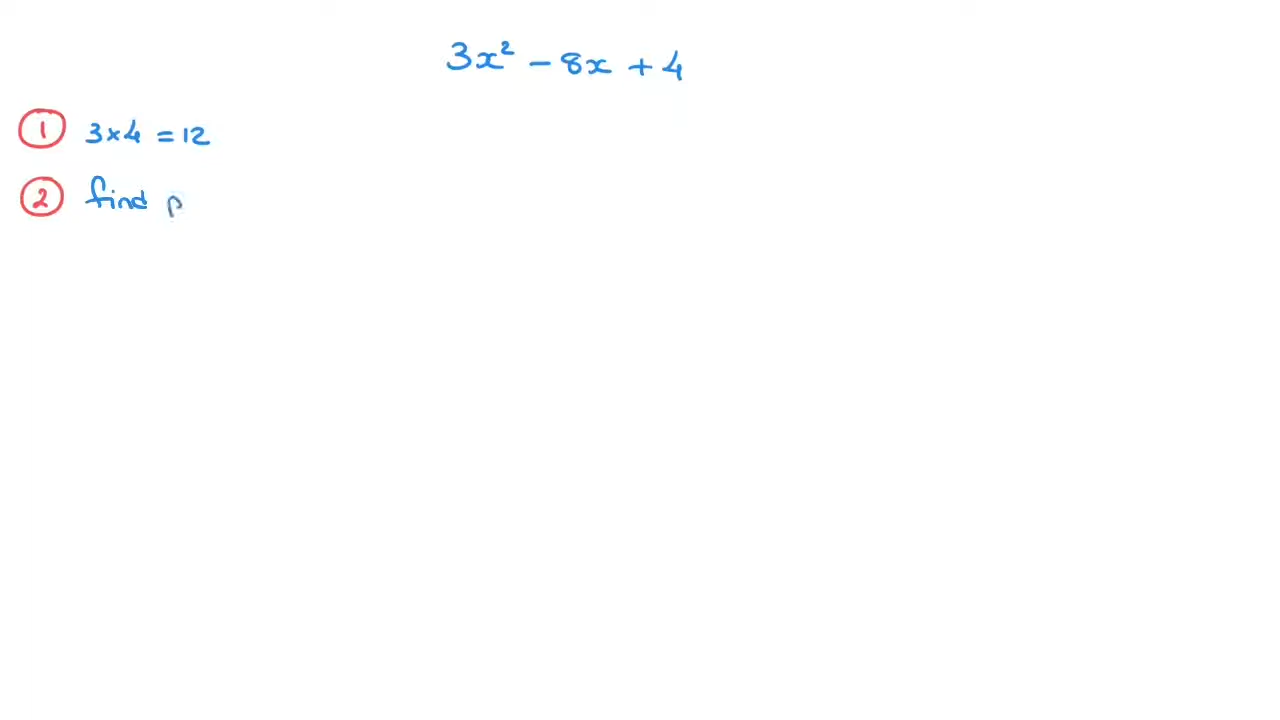 3x² - 8x + 4
① 3×4 = 12
② find p